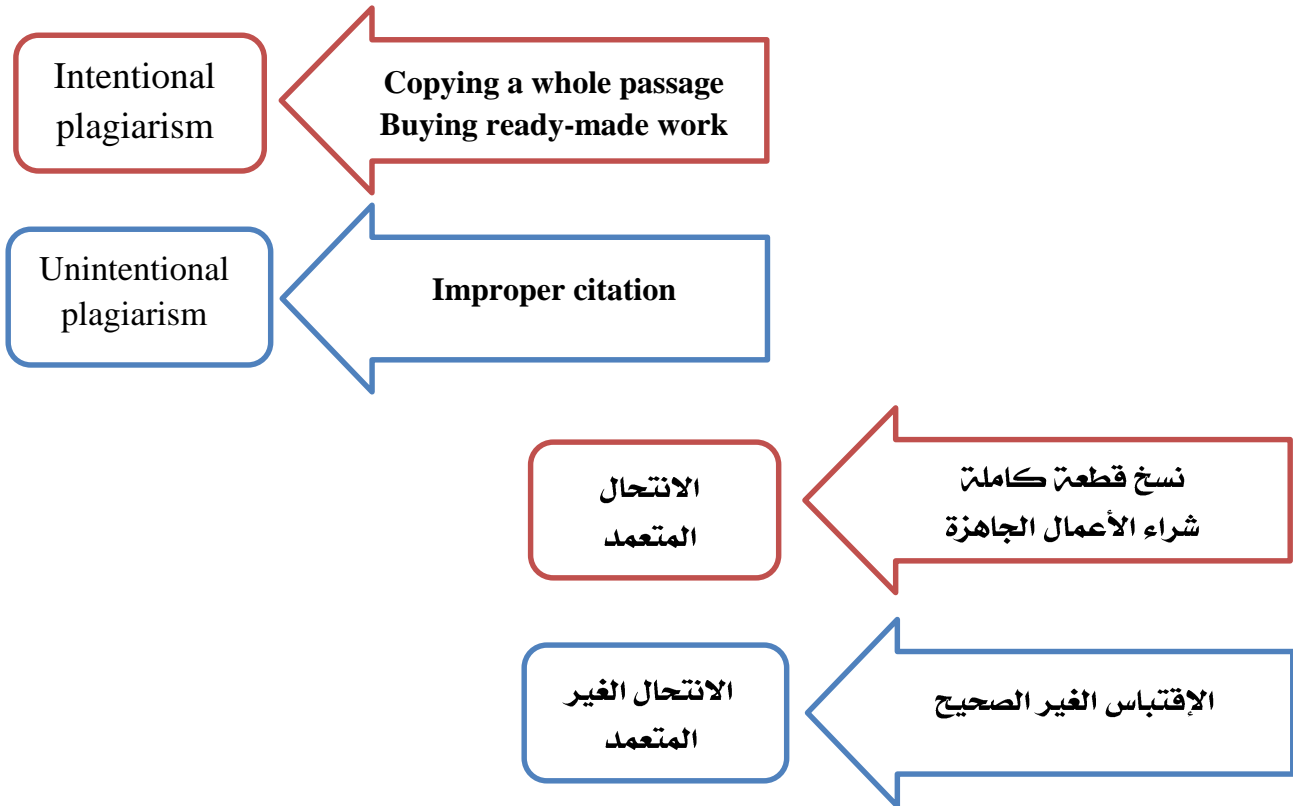 Intentional
plagiarism
Copying a whole passage
Buying ready-made work
Unintentional
plagiarism
Improper citation
الانتحال
المتعمد
نسخ قطعة كاملة
شراء الأعمال الجاهزة
الانتحال الغير
المتعمد
الإقتباس الغير الصحيح